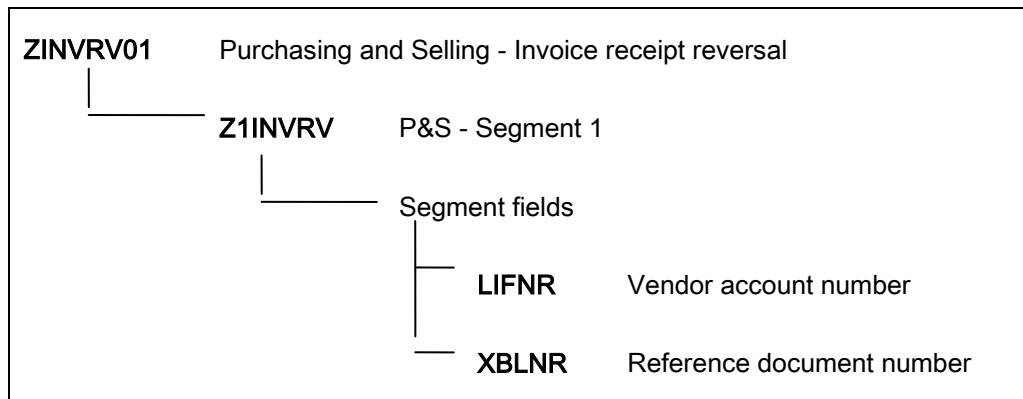 ZINVRV01 Purchasing and Selling - Invoice receipt reversal
Z1INVRV P&S - Segment 1
Segment fields
LIFNR Vendor account number
XBLNR Reference document number